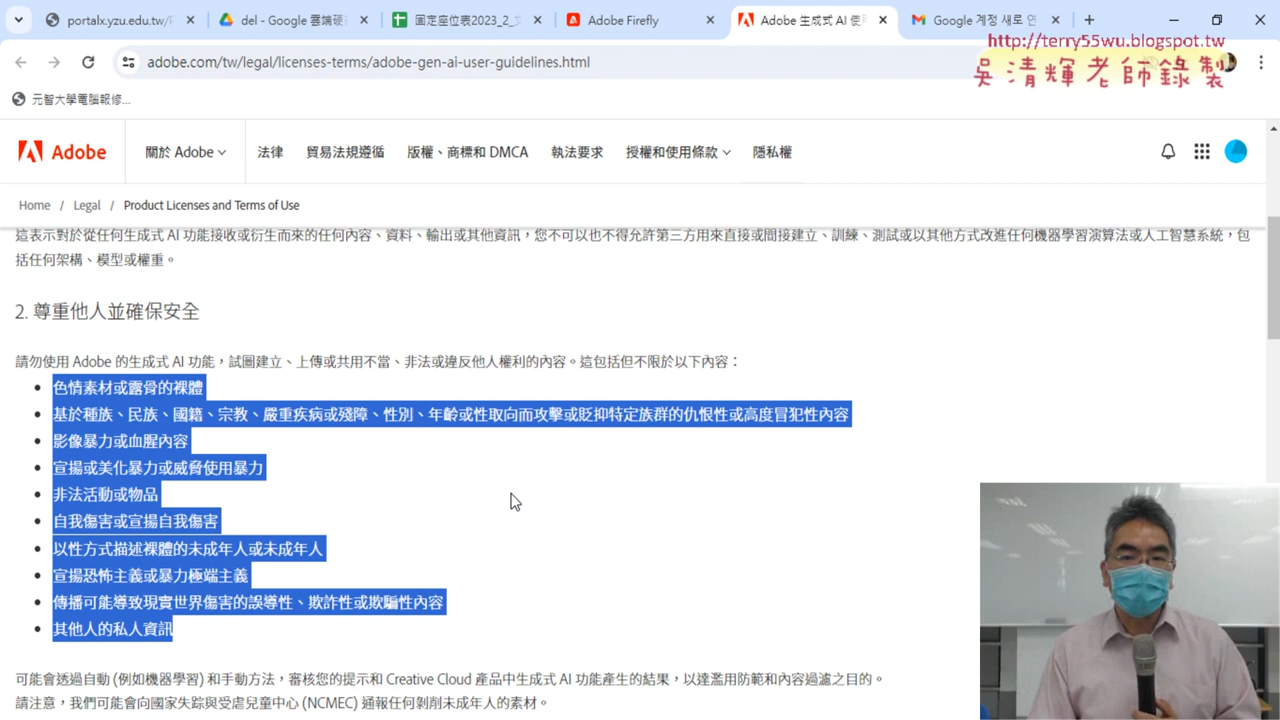 portalx.yzu.edu.tw/P
del - Google 雲端硬
固定座位表2023_2_文
Adobe Firefly
Adobe 生成式 AI 使用
Google 계정 새로 연
http://terry55wu.blogspot.tw
adobe.com/tw/legal/licenses-terms/adobe-gen-ai-user-guidelines.html
吳清輝老師錄製
元智大學電腦報修...
Adobe
關於 Adobe
法律
貿易法規遵循
版權、商標和 DMCA
執法要求
授權和使用條款
隱私權
Home / Legal / Product Licenses and Terms of Use
這表示對於從任何生成式 AI 功能接收或衍生而來的任何內容、資料、輸出或其他資訊，您不可以也不得允許第三方用來直接或間接建立、訓練、測試或以其他方式改進任何機器學習演算法或人工智慧系統，包
括任何架構、模型或權重。
2. 尊重他人並確保安全
請勿使用 Adobe 的生成式 AI 功能，試圖建立、上傳或共用不當、非法或違反他人權利的內容。這包括但不限於以下內容：
• 色情素材或露骨的裸體
• 基於種族、民族、國籍、宗教、嚴重疾病或殘障、性別、年齡或性取向而攻擊或貶抑特定族群的仇恨性或高度冒犯性內容
• 影像暴力或血腥內容
• 宣揚或美化暴力或威脅使用暴力
• 非法活動或物品
• 自我傷害或宣揚自我傷害
• 以性方式描述裸體的未成年人或未成年人
• 宣揚恐怖主義或暴力極端主義
• 傳播可能導致現實世界傷害的誤導性、欺詐性或欺騙性內容
• 其他人的私人資訊
可能會透過自動 (例如機器學習) 和手動方法，審核您的提示和 Creative Cloud 產品中生成式 AI 功能產生的結果，以達濫用防範和內容過濾之目的。
請注意，我們可能會向國家失踪與受虐兒童中心 (NCMEC) 通報任何剝削未成年人的素材。